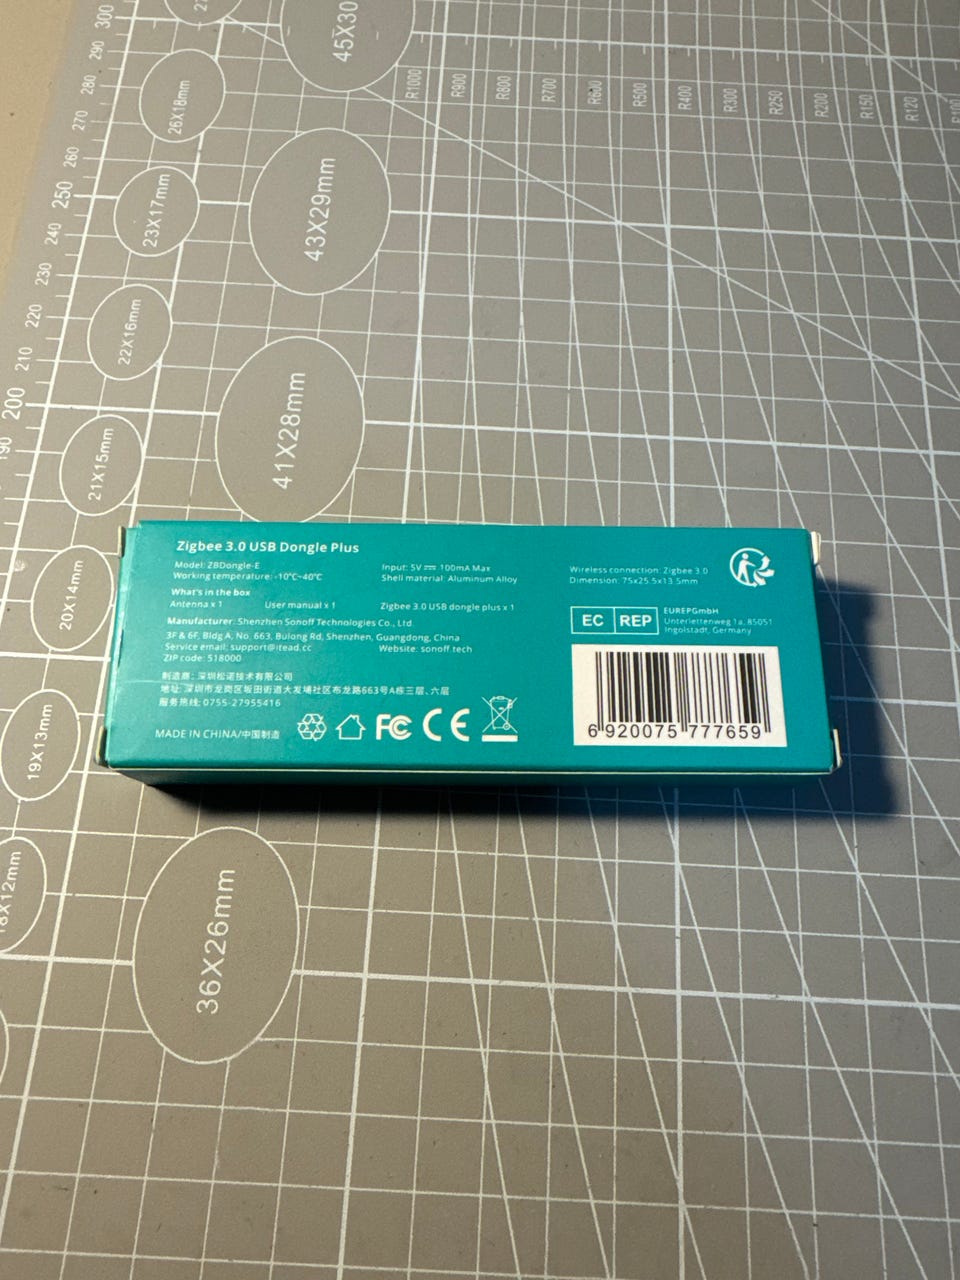 300
290
280
270
260
250
240
230
220
210
200
190
45X30
R1000
R900
R800
R700
R600
R500
R400
R300
R250
R200
R150
R120
R100
26X18mm
43X29mm
23X17mm
22X16mm
41X28mm
21X15mm
20X14mm
19X13mm
18X12mm
36X26mm
Zigbee 3.0 USB Dongle Plus
Model: ZBDongle-E
Working temperature: -10℃~40℃
Input: 5V ⎓ 100mA Max
Shell material: Aluminum Alloy
Wireless connection: Zigbee 3.0
Dimension: 75x25.5x13.5mm
What's in the box
Antenna x 1 User manual x 1 Zigbee 3.0 USB dongle plus x 1
Manufacturer: Shenzhen Sonoff Technologies Co., Ltd.
3F & 6F, Bldg A, No. 663, Bulong Rd, Shenzhen, Guangdong, China
Service email: support@itead.cc Website: sonoff.tech
ZIP code: 518000
制造商: 深圳松诺技术有限公司
地址: 深圳市龙岗区坂田街道大发埔社区布龙路663号A栋三层、六层
服务热线: 0755-27955416
MADE IN CHINA/中国制造
FC CE
EC REP
EUREPGmbH
Unterlettenweg 1a, 85051
Ingolstadt, Germany
6 920075 777659